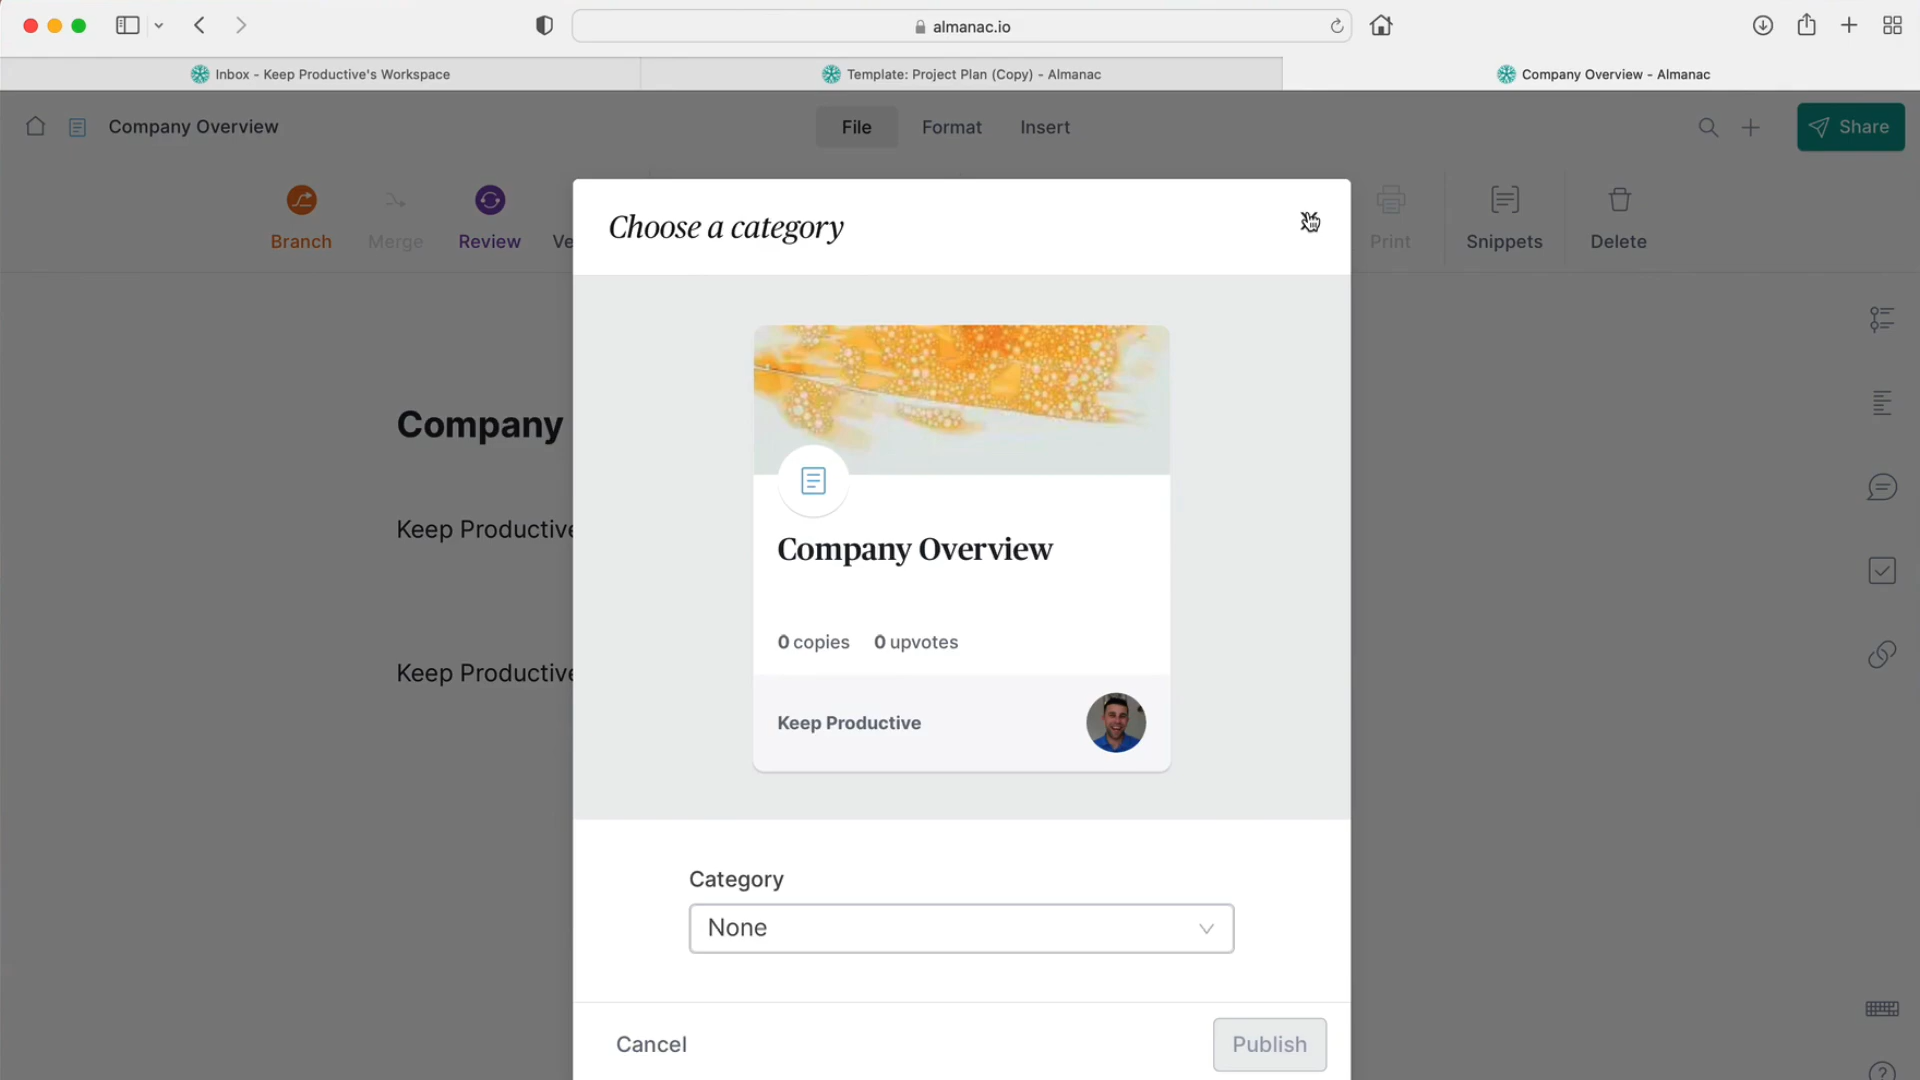 almanac.io
Inbox - Keep Productive's Workspace
Template: Project Plan (Copy) - Almanac
Company Overview - Almanac
Company Overview
File
Format
Insert
Share
Branch
Merge
Review
Ve
Print
Snippets
Delete
Choose a category
Company
Keep Productive
Keep Productive
Company Overview
0 copies 0 upvotes
Keep Productive
Category
None
Cancel
Publish